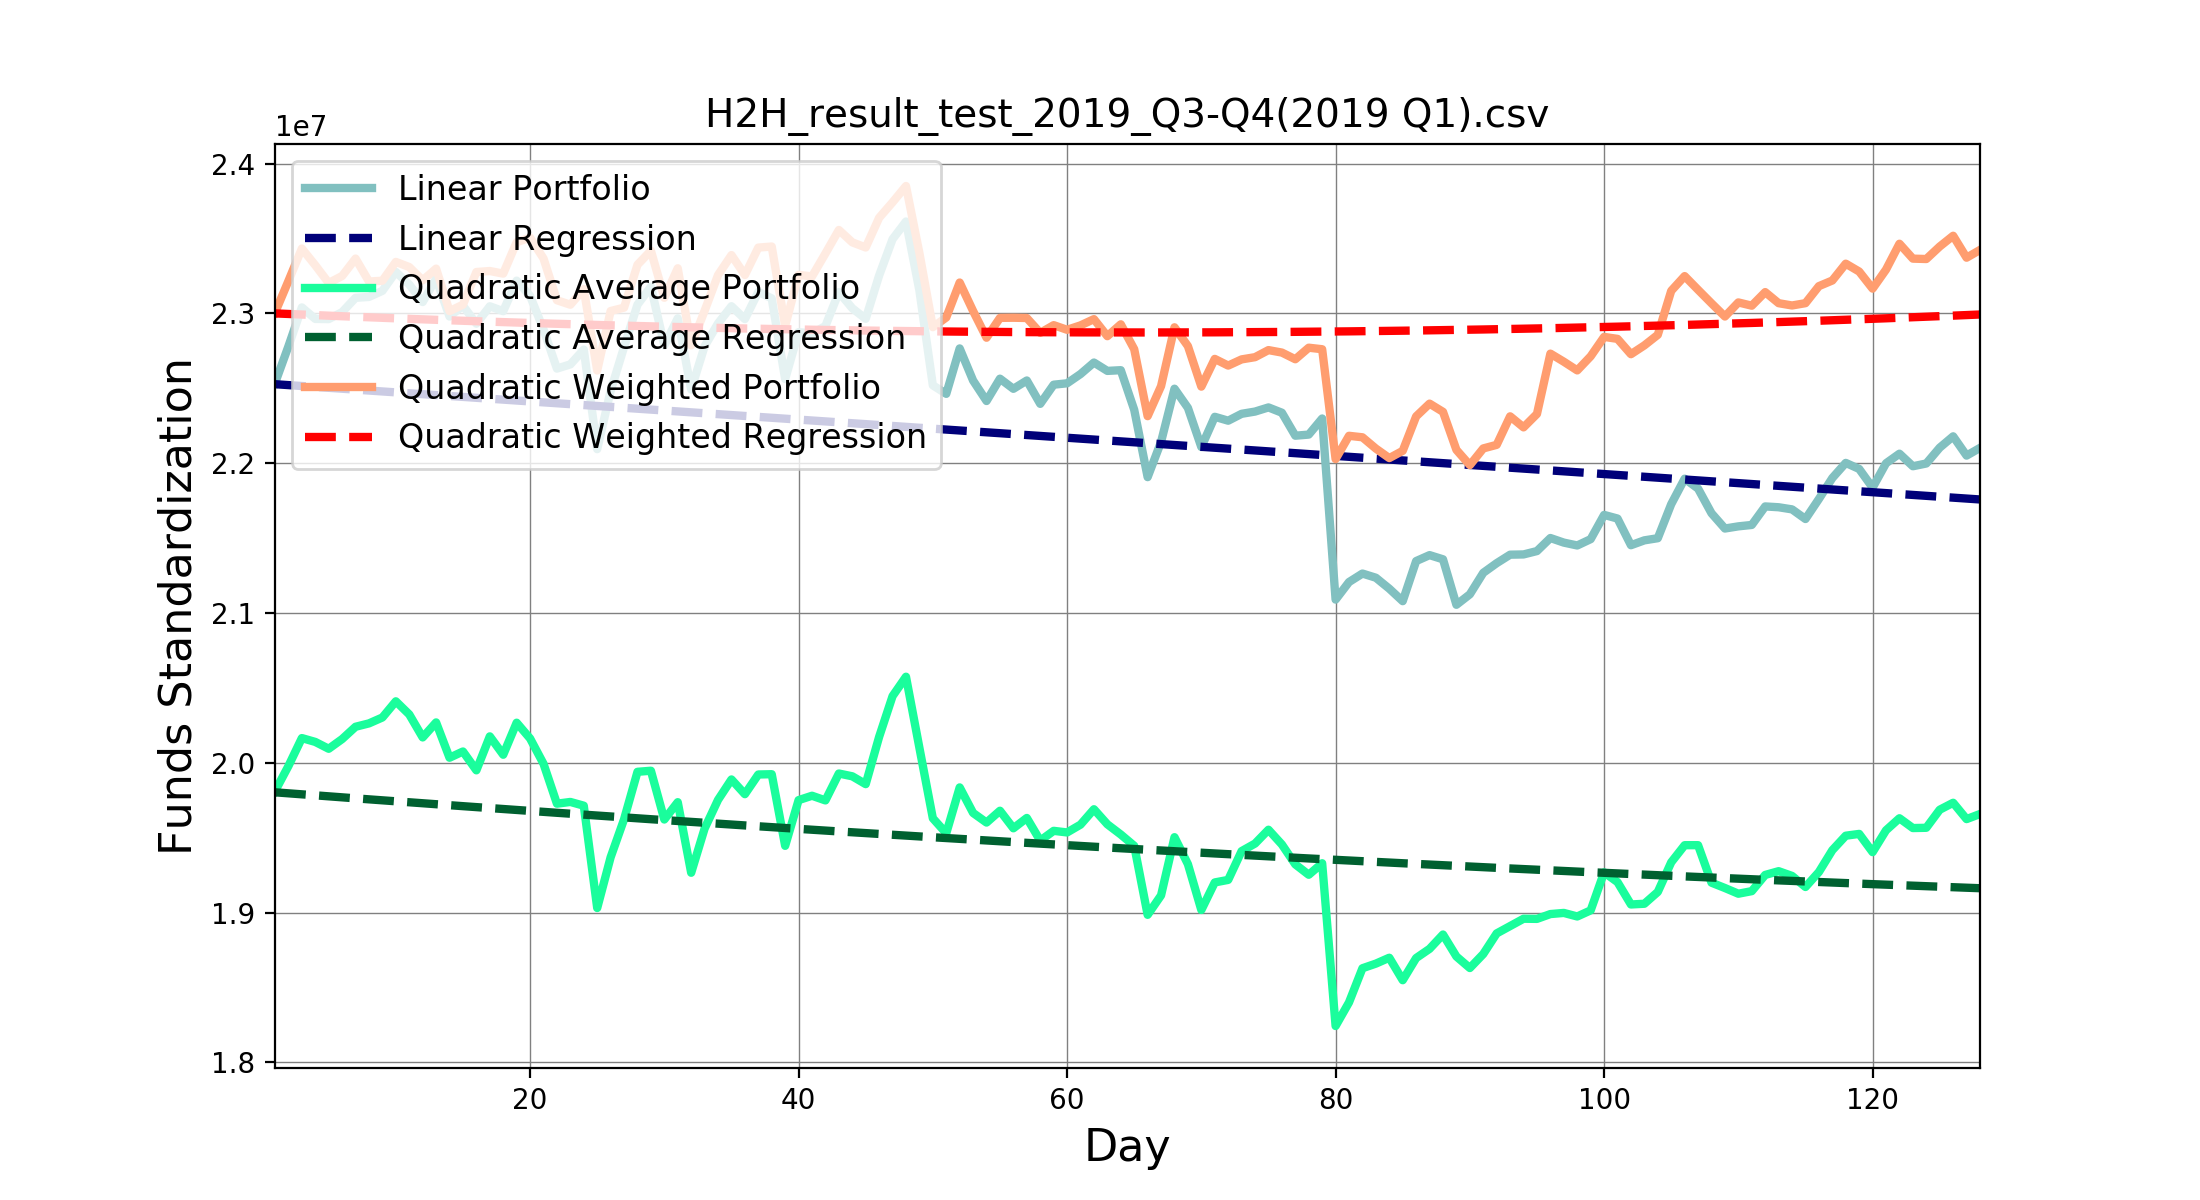 H2H_result_test_2019_Q3-Q4(2019 Q1).csv
1e7
2.4
2.3
2.2
2.1
2.0
1.9
1.8
Funds Standardization
Linear Portfolio
Linear Regression
Quadratic Average Portfolio
Quadratic Average Regression
Quadratic Weighted Portfolio
Quadratic Weighted Regression
20 40 60 80 100 120
Day